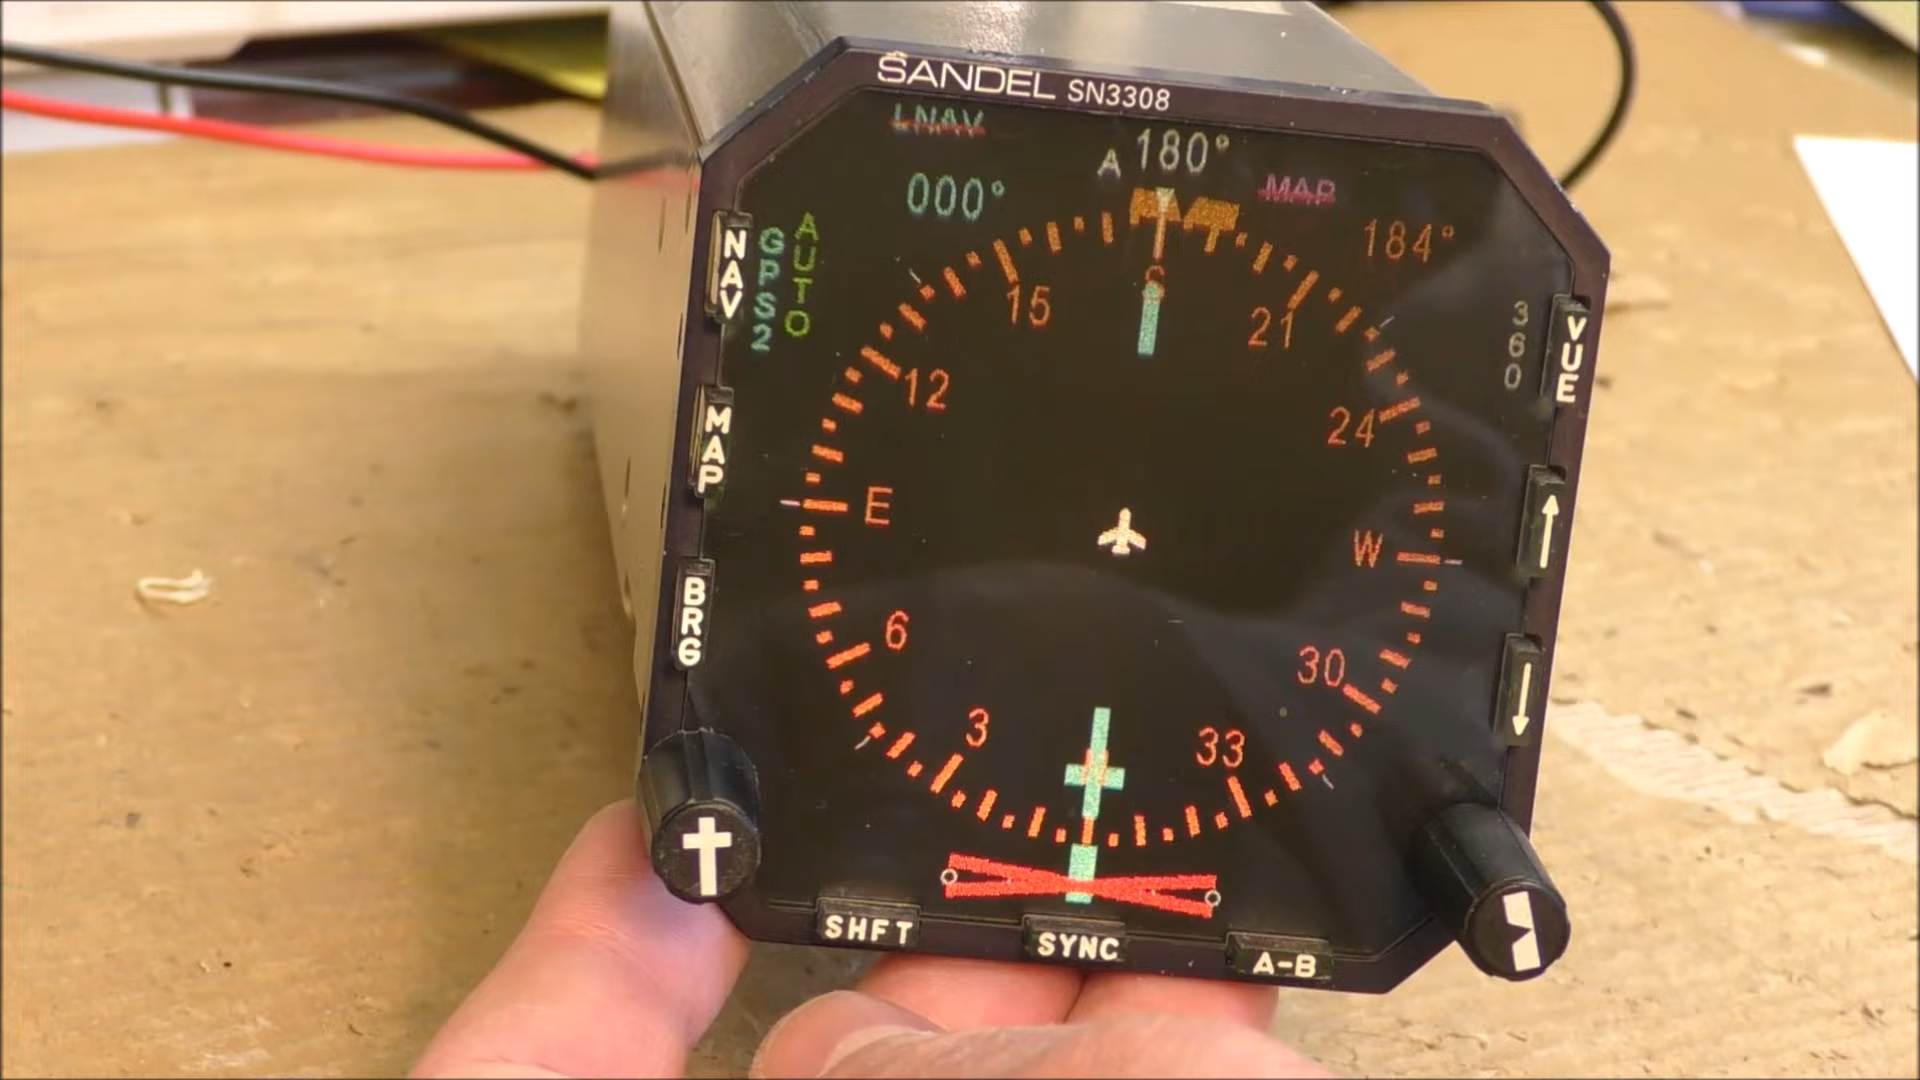 SANDEL SN3308
LNAV
A 180°
000°
MAP
184°
NAV
GPS2
AUTO
360
VUE
MAP
BRG
S
15
21
12
24
E
W
6
30
3
33
N
SHFT
SYNC
A-B